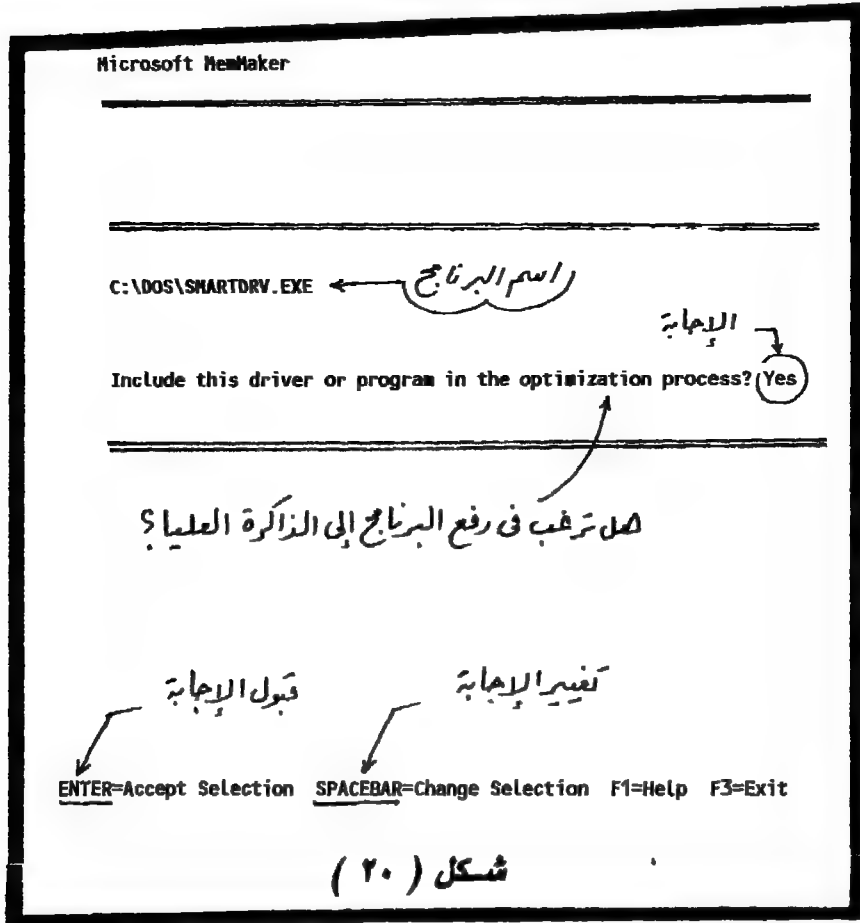 Microsoft MemMaker
C:\DOS\SMARTDRV.EXE
اسم البرنامج
الإجابة
Include this driver or program in the optimization process? Yes
هل ترغب فى رفع البرنامج إلى الذاكرة العليا؟
قبول الإجابة
تغيير الإجابة
ENTER=Accept Selection SPACEBAR=Change Selection F1=Help F3=Exit
شكل (٢٠)